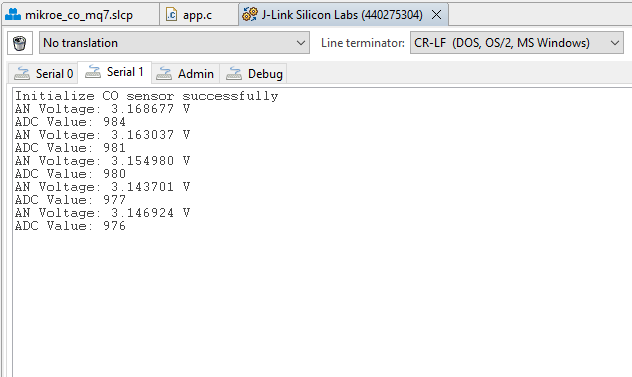 mikroe_co_mq7.slcp
app.c
J-Link Silicon Labs (440275304)
No translation
Line terminator:
CR-LF (DOS, OS/2, MS Windows)
Serial 0
Serial 1
Admin
Debug
Initialize CO sensor successfully
AN Voltage: 3.168677 V
ADC Value: 984
AN Voltage: 3.163037 V
ADC Value: 981
AN Voltage: 3.154980 V
ADC Value: 980
AN Voltage: 3.143701 V
ADC Value: 977
AN Voltage: 3.146924 V
ADC Value: 976